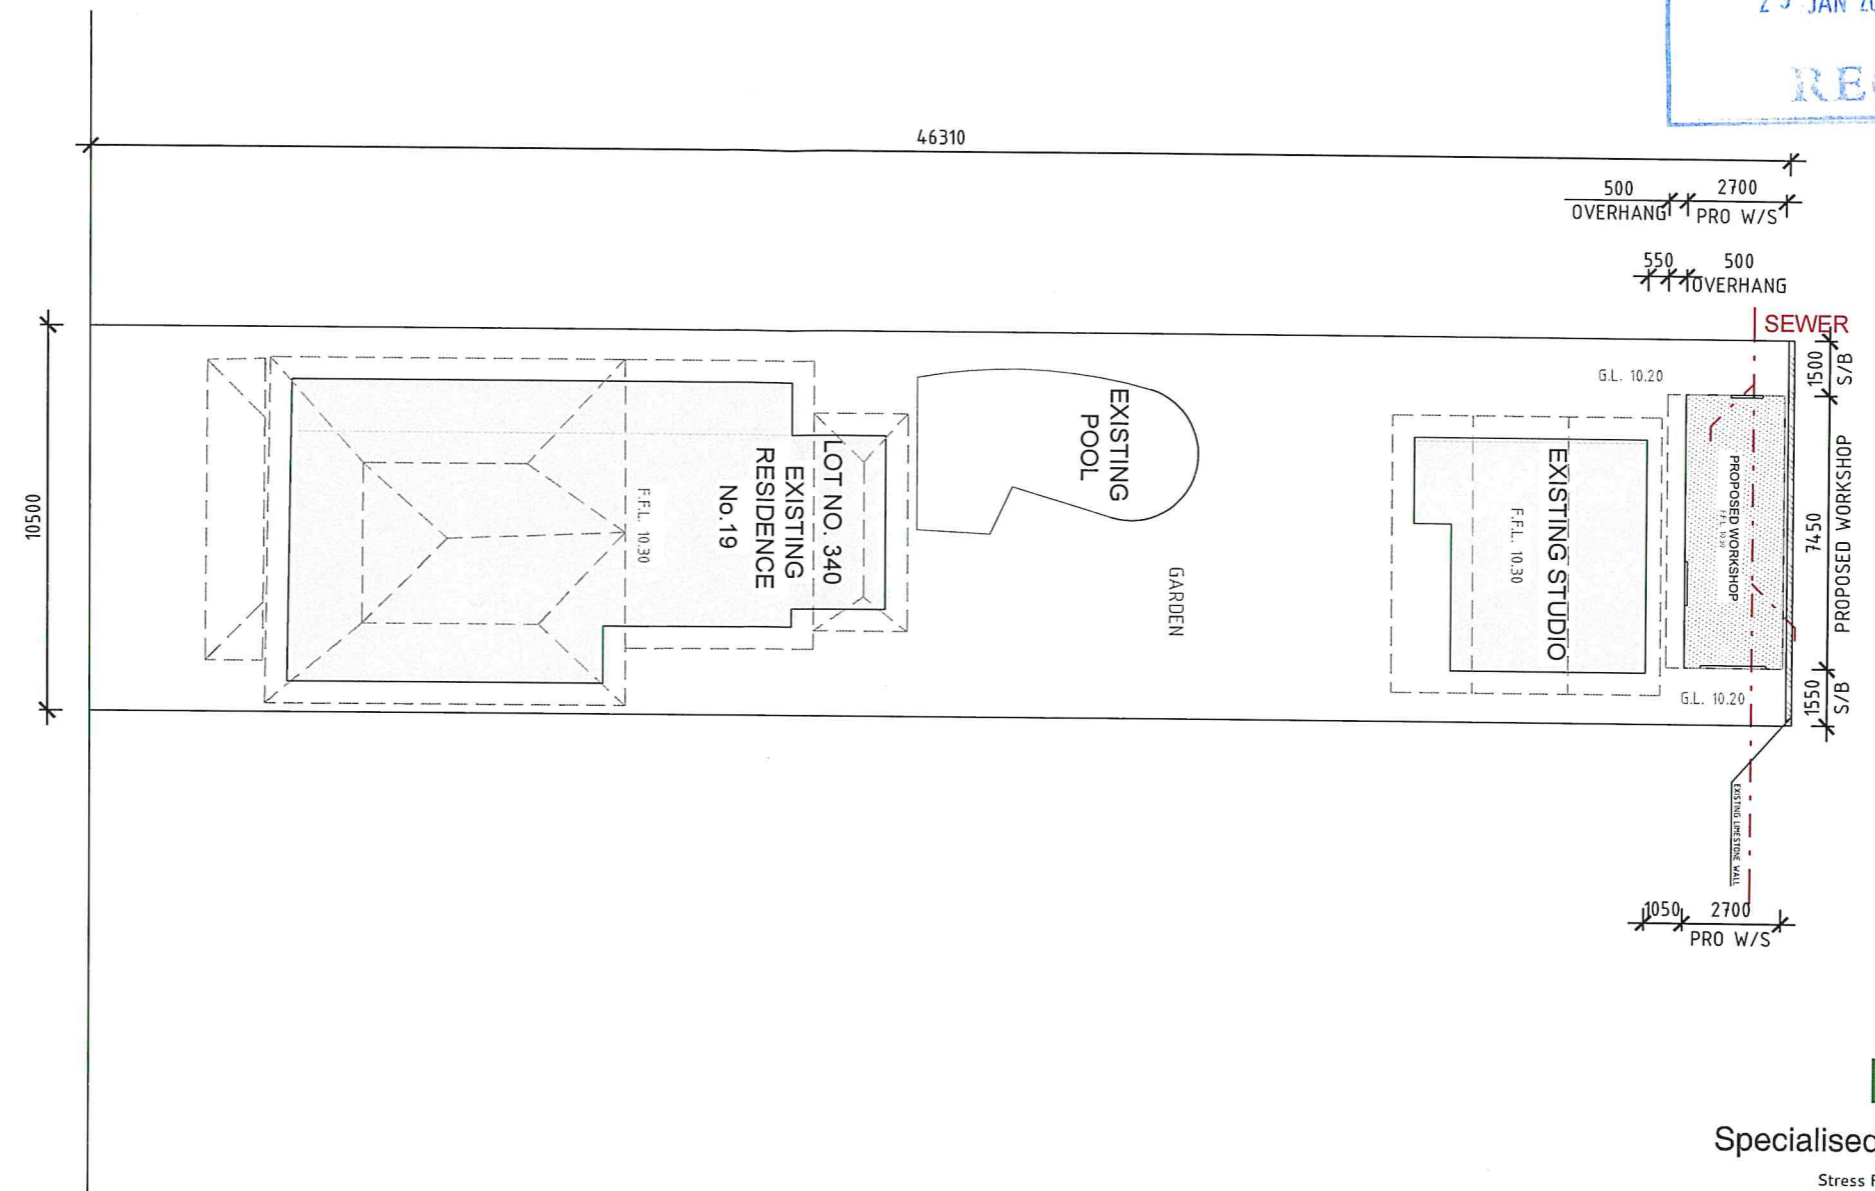 JAN
46310
500
2700
OVERHANG
PRO W/S
550
500
OVERHANG
SEWER
1500
S/B
G.L. 10.20
EXISTING
POOL
LOT NO. 340
EXISTING
RESIDENCE
No.19
F.F.L. 10.30
10500
GARDEN
EXISTING STUDIO
F.F.L. 10.30
PROPOSED WORKSHOP
7450
PROPOSED WORKSHOP
G.L. 10.20
1550
S/B
EXISTING LIMESTONE WALL
1050
2700
PRO W/S
Specialised
Stress